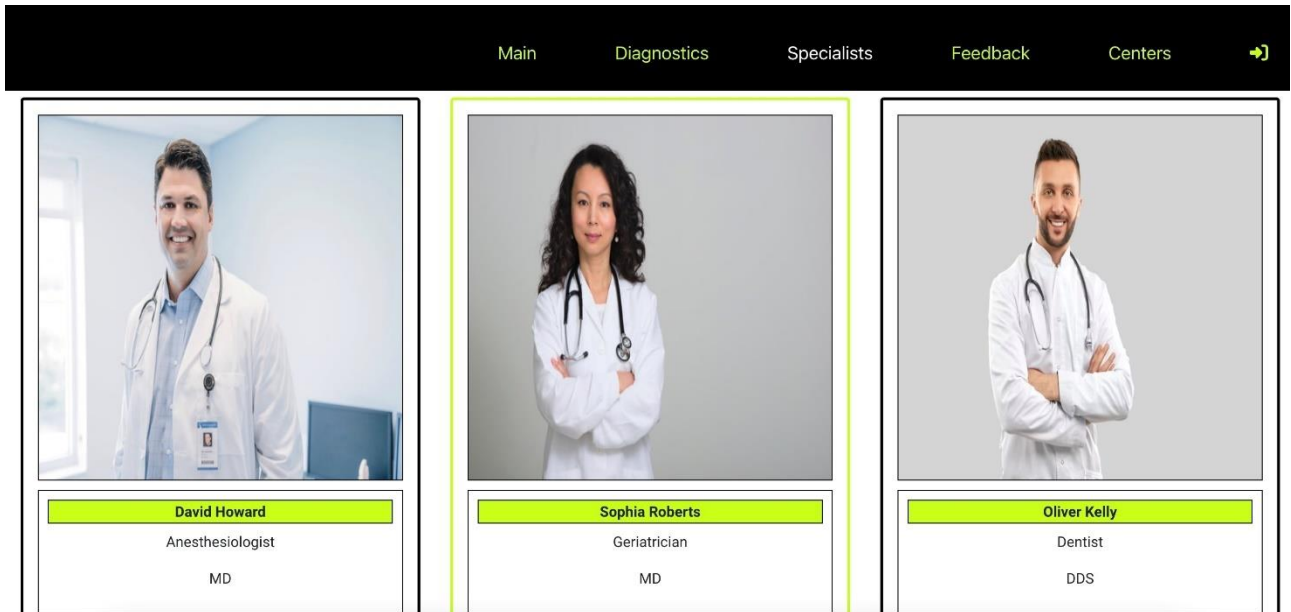 Main Diagnostics Specialists Feedback Centers
David Howard
Anesthesiologist
MD
Sophia Roberts
Geriatrician
MD
Oliver Kelly
Dentist
DDS